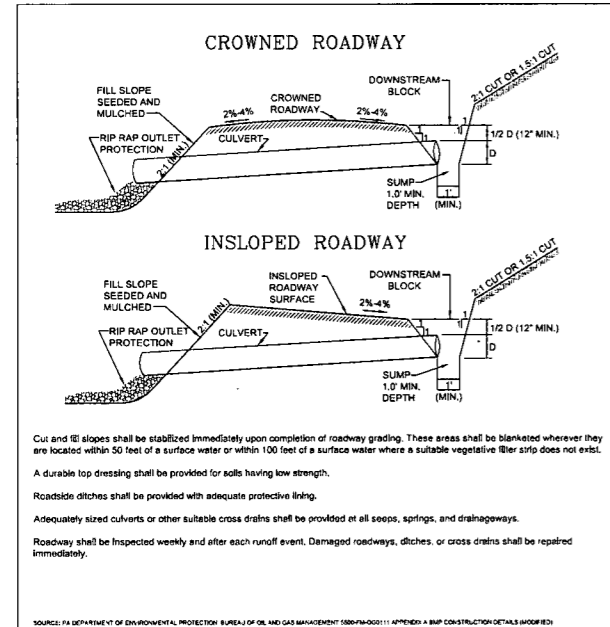 CROWNED ROADWAY
FILL SLOPE
SEEDED AND
MULCHED
RIP RAP OUTLET
PROTECTION
2:1 (MIN.)
CULVERT
2%-4%
CROWNED
ROADWAY
2%-4%
DOWNSTREAM
BLOCK
2:1 CUT OR 1.5:1 CUT
1
1
1
1/2 D (12" MIN.)
D
SUMP
1.0' MIN.
DEPTH
1'
(MIN.)
INSLOPED ROADWAY
FILL SLOPE
SEEDED AND
MULCHED
RIP RAP OUTLET
PROTECTION
2:1 (MIN.)
CULVERT
INSLOPED
ROADWAY
SURFACE
2%-4%
DOWNSTREAM
BLOCK
2:1 CUT OR 1.5:1 CUT
1
1
1
1/2 D (12" MIN.)
D
SUMP
1.0' MIN.
DEPTH
1'
(MIN.)
Cut and fill slopes shall be stabilized immediately upon completion of roadway grading. These areas shall be blanketed wherever they
are located within 50 feet of a surface water or within 100 feet of a surface water where a suitable vegetative filter strip does not exist.
A durable top dressing shall be provided for soils having low strength.
Roadside ditches shall be provided with adequate protective lining.
Adequately sized culverts or other suitable cross drains shall be provided at all seeps, springs, and drainageways.
Roadway shall be inspected weekly and after each runoff event. Damaged roadways, ditches, or cross drains shall be repaired
immediately.
SOURCE: PA DEPARTMENT OF ENVIRONMENTAL PROTECTION BUREAU OF OIL AND GAS MANAGEMENT 5500-FM-OG0111 APPENDIX A BMP CONSTRUCTION DETAILS (MODIFIED)